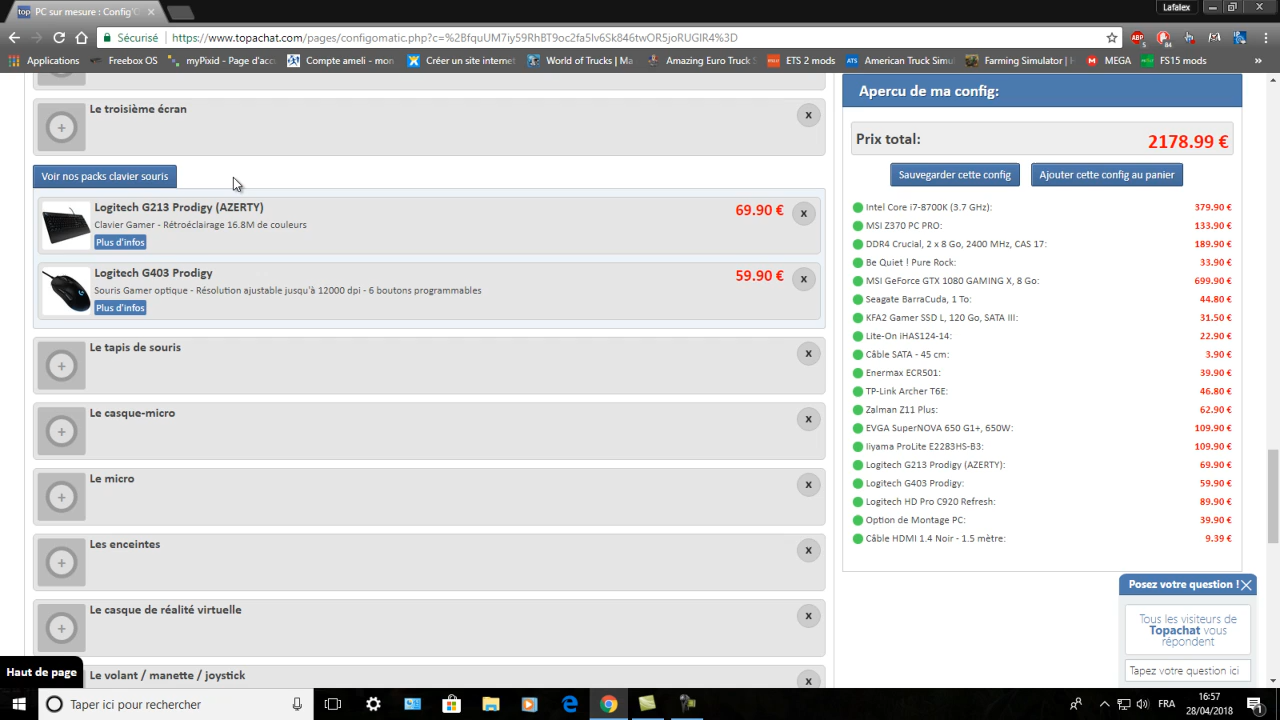 top PC sur mesure : Config'C
Lafalex
Sécurisé https://www.topachat.com/pages/configomatic.php?c=%2BfquUM7iy59RhBT9oc2fa5Iv6Sk846twOR5joRUGIR4%3D
ABP 5 84
Applications Freebox OS myPixid - Page d'acc Compte ameli - mon Créer un site internet World of Trucks | Ma Amazing Euro Truck S ETS 2 mods ATS American Truck Simul Farming Simulator | H MEGA FS15 mods »
Le troisième écran
x
Voir nos packs clavier souris
Logitech G213 Prodigy (AZERTY)
Clavier Gamer - Rétroéclairage 16.8M de couleurs
Plus d'infos
69.90 € x
Logitech G403 Prodigy
Souris Gamer optique - Résolution ajustable jusqu'à 12000 dpi - 6 boutons programmables
Plus d'infos
59.90 € x
Le tapis de souris
x
Le casque-micro
x
Le micro
x
Les enceintes
x
Le casque de réalité virtuelle
x
Le volant / manette / joystick
x
Haut de page
Apercu de ma config:
Prix total: 2178.99 €
Sauvegarder cette config Ajouter cette config au panier
Intel Core i7-8700K (3.7 GHz): 379.90 €
MSI Z370 PC PRO: 133.90 €
DDR4 Crucial, 2 x 8 Go, 2400 MHz, CAS 17: 189.90 €
Be Quiet ! Pure Rock: 33.90 €
MSI GeForce GTX 1080 GAMING X, 8 Go: 699.90 €
Seagate BarraCuda, 1 To: 44.80 €
KFA2 Gamer SSD L, 120 Go, SATA III: 31.50 €
Lite-On iHAS124-14: 22.90 €
Câble SATA - 45 cm: 3.90 €
Enermax ECR501: 39.90 €
TP-Link Archer T6E: 46.80 €
Zalman Z11 Plus: 62.90 €
EVGA SuperNOVA 650 G1+, 650W: 109.90 €
Iiyama ProLite E2283HS-B3: 109.90 €
Logitech G213 Prodigy (AZERTY): 69.90 €
Logitech G403 Prodigy: 59.90 €
Logitech HD Pro C920 Refresh: 89.90 €
Option de Montage PC: 39.90 €
Câble HDMI 1.4 Noir - 1.5 mètre: 9.39 €
Posez votre question !
Tous les visiteurs de
Topachat vous
répondent
Tapez votre question ici
Taper ici pour rechercher
FRA
16:57
28/04/2018
1